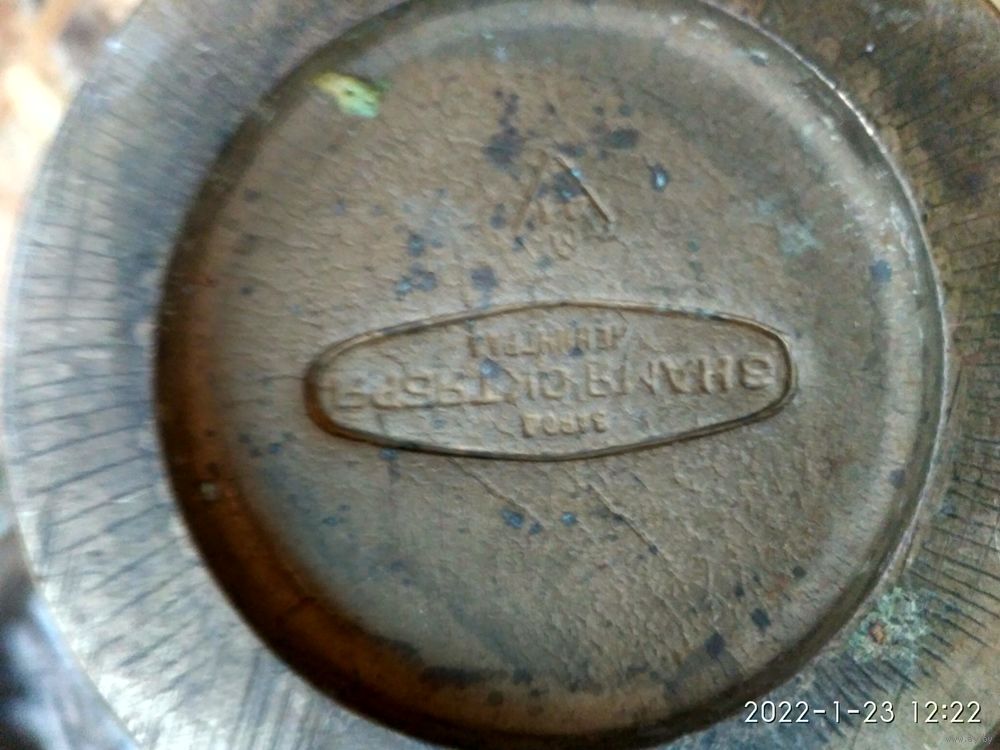 ЗАВОД
ЗНАМЯ ОКТЯБРЯ
ЛЕНИНГРАД
2022-1-23 12:22